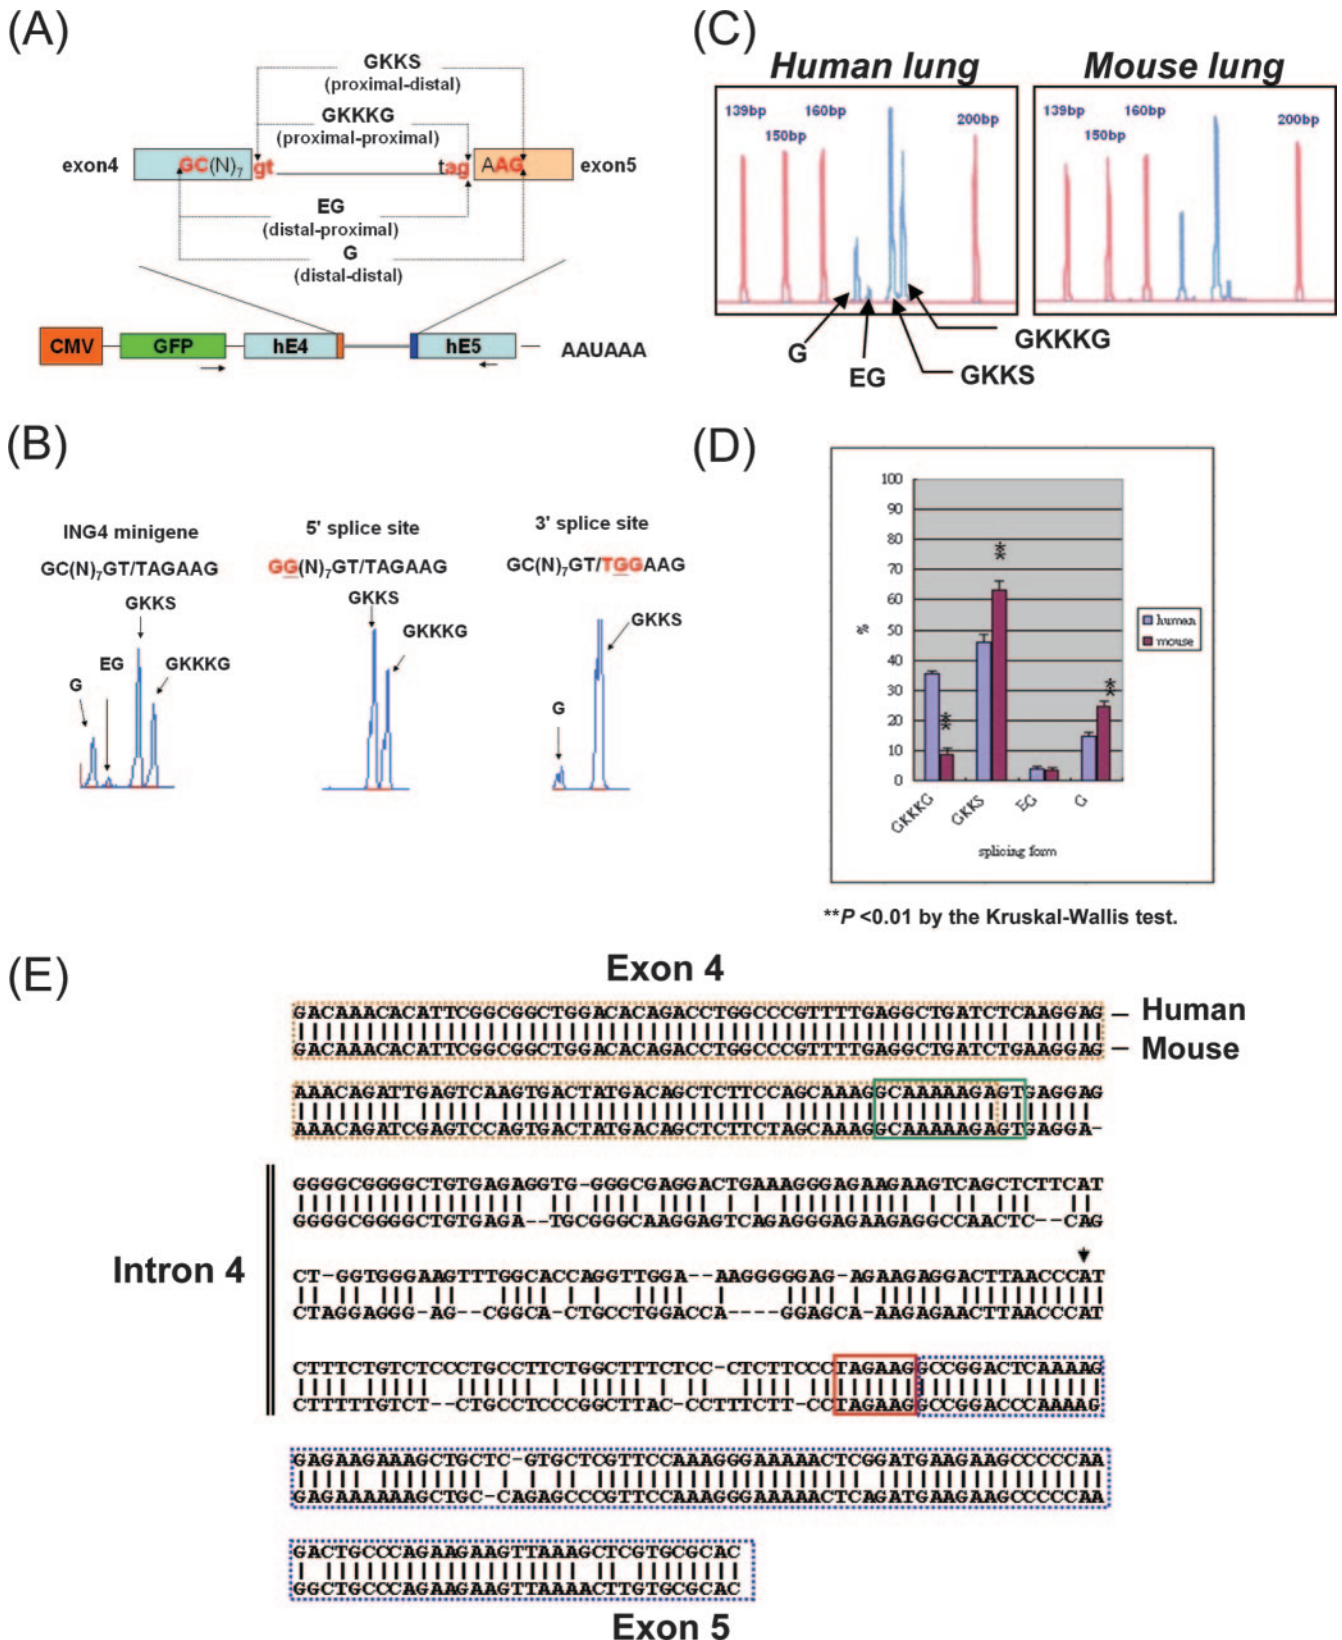 (A)
GKKS
(proximal-distal)
GKKKG
(proximal-proximal)
exon4
GC(N)7
gt
tag
AAG
exon5
EG
(distal-proximal)
G
(distal-distal)
CMV
GFP
hE4
hE5
AAUAAA
(C)
Human lung
Mouse lung
139bp
160bp
150bp
200bp
139bp
160bp
150bp
200bp
G
EG
GKKS
GKKKG
(B)
ING4 minigene
GC(N)7GT/TAGAAG
GKKS
EG
GKKKG
G
5' splice site
GG(N)7GT/TAGAAG
GKKS
GKKKG
3' splice site
GC(N)7GT/TGGAAG
GKKS
G
(D)
100
90
80
70
60
50
40
30
20
10
0
%
**
**
**
GKKKG
GKKS
EG
G
splicing form
human
mouse
**P <0.01 by the Kruskal-Wallis test.
(E)
Exon 4
GACAAACACATTCGGCGGCTGGACACAGACCTGGCCCGTTTTGAGGCTGATCTCAAGGAG
Human
GACAAACACATTCGGCGGCTGGACACAGACCTGGCCCGTTTTGAGGCTGATCTGAAGGAG
Mouse
AAACAGATTGAGTCAAGTGACTATGACAGCTCTTCCAGCAAAGGCAAAAAGAGTGAGGAG
AAACAGATCGAGTCCAGTGACTATGACAGCTCTTCTAGCAAAGGCAAAAAGAGTGAGGA-
Intron 4
GGGGCGGGGCTGTGAGAGGTG-GGGCGAGGACTGAAAGGGAGAAGAAGTCAGCTCTTCAT
GGGGCGGGGCTGTGAGA--TGCGGGCAAGGAGTCAGAGGGAGAAGAGGCCAACTC--CAG
CT-GGTGGGAAGTTTGGCACCAGGTTGGA--AAGGGGGAG-AGAAGAGGACTTAACCCAT
CTAGGAGGG-AG--CGGCA-CTGCCTGGACCA----GGAGCA-AAGAGAACTTAACCCAT
CTTTCTGTCTCCCTGCCTTCTGGCTTTCTCC-CTCTTCCCTAGAAGGCCGGACTCAAAAG
CTTTTTGTCT--CTGCCTCCCGGCTTAC-CCTTTCTT-CCTAGAAGGCCGGACCCAAAAG
GAGAAGAAAGCTGCTC-GTGCTCGTTCCAAAGGGAAAAACTCGGATGAAGAAGCCCCCAA
GAGAAAAAAGCTGC-CAGAGCCCGTTCCAAAGGGAAAAACTCAGATGAAGAAGCCCCCAA
GACTGCCCAGAAGAAGTTAAAGCTCGTGCGCAC
GGCTGCCCAGAAGAAGTTAAAACTTGTGCGCAC
Exon 5